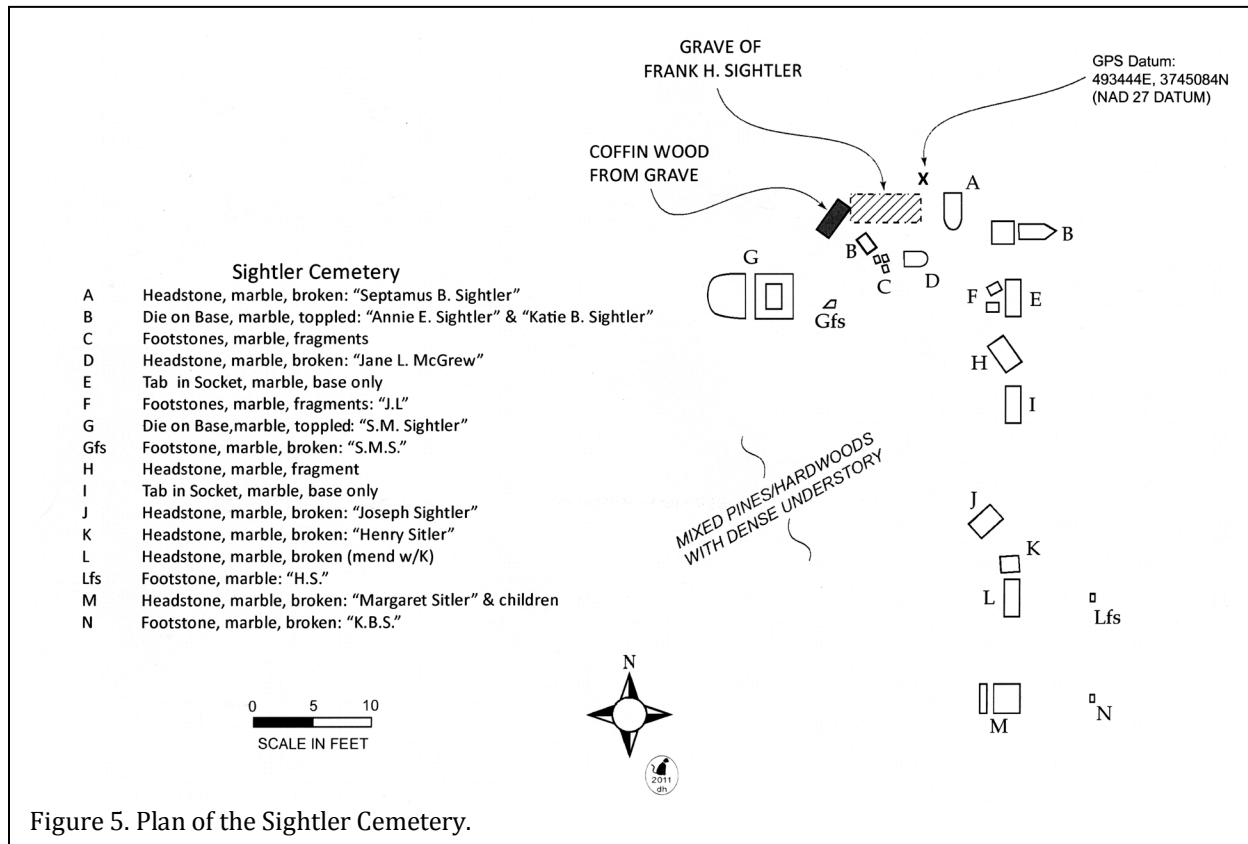 GRAVE OF
FRANK H. SIGHTLER
GPS Datum:
493444E, 3745084N
(NAD 27 DATUM)
COFFIN WOOD
FROM GRAVE
X
A
B
B
C
D
G
Gfs
F
E
H
I
Sightler Cemetery
A Headstone, marble, broken: “Septamus B. Sightler”
B Die on Base, marble, toppled: “Annie E. Sightler” & “Katie B. Sightler”
C Footstones, marble, fragments
D Headstone, marble, broken: “Jane L. McGrew”
E Tab in Socket, marble, base only
F Footstones, marble, fragments: “J.L”
G Die on Base,marble, toppled: “S.M. Sightler”
Gfs Footstone, marble, broken: “S.M.S.”
H Headstone, marble, fragment
I Tab in Socket, marble, base only
J Headstone, marble, broken: “Joseph Sightler”
K Headstone, marble, broken: “Henry Sitler”
L Headstone, marble, broken (mend w/K)
Lfs Footstone, marble: “H.S.”
M Headstone, marble, broken: “Margaret Sitler” & children
N Footstone, marble, broken: “K.B.S.”
MIXED PINES/HARDWOODS
WITH DENSE UNDERSTORY
J
K
L
Lfs
M
N
N
0 5 10
SCALE IN FEET
2011
dh
Figure 5. Plan of the Sightler Cemetery.